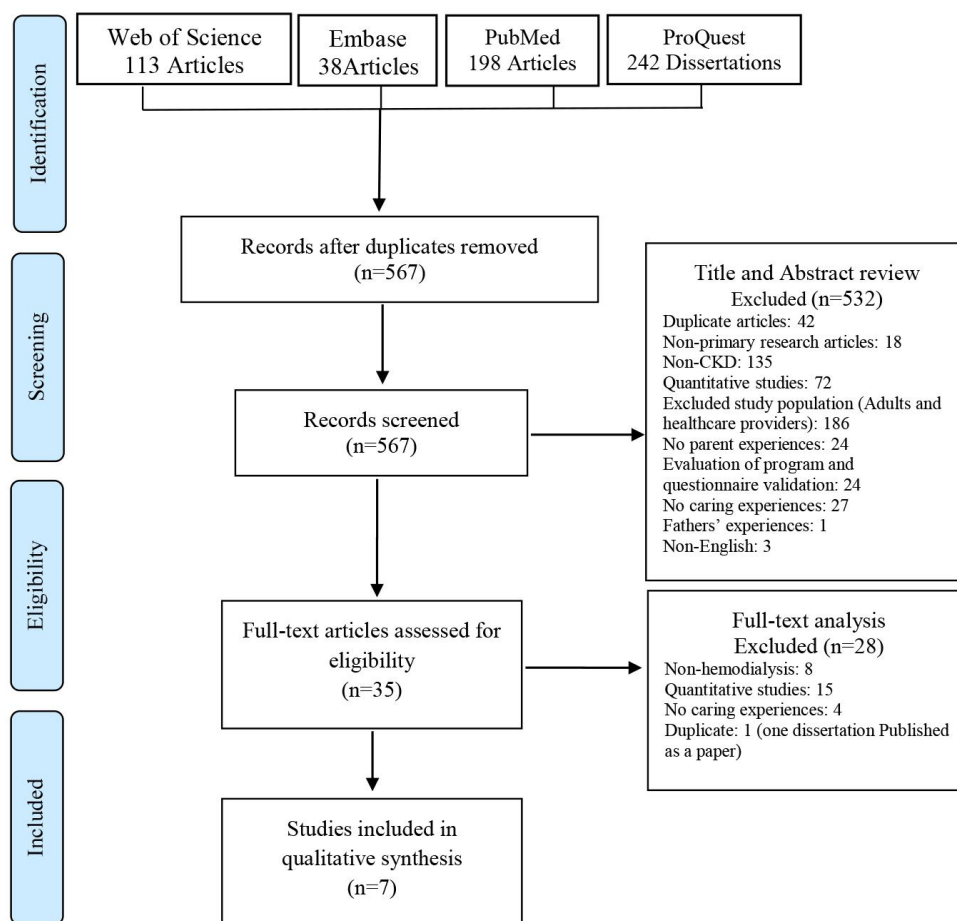 Web of Science
113 Articles
Embase
38Articles
PubMed
198 Articles
ProQuest
242 Dissertations
Identification
Records after duplicates removed
(n=567)
Screening
Records screened
(n=567)
Title and Abstract review
Excluded (n=532)
Duplicate articles: 42
Non-primary research articles: 18
Non-CKD: 135
Quantitative studies: 72
Excluded study population (Adults and
healthcare providers): 186
No parent experiences: 24
Evaluation of program and
questionnaire validation: 24
No caring experiences: 27
Fathers’ experiences: 1
Non-English: 3
Eligibility
Full-text articles assessed for
eligibility
(n=35)
Full-text analysis
Excluded (n=28)
Non-hemodialysis: 8
Quantitative studies: 15
No caring experiences: 4
Duplicate: 1 (one dissertation Published
as a paper)
Included
Studies included in
qualitative synthesis
(n=7)